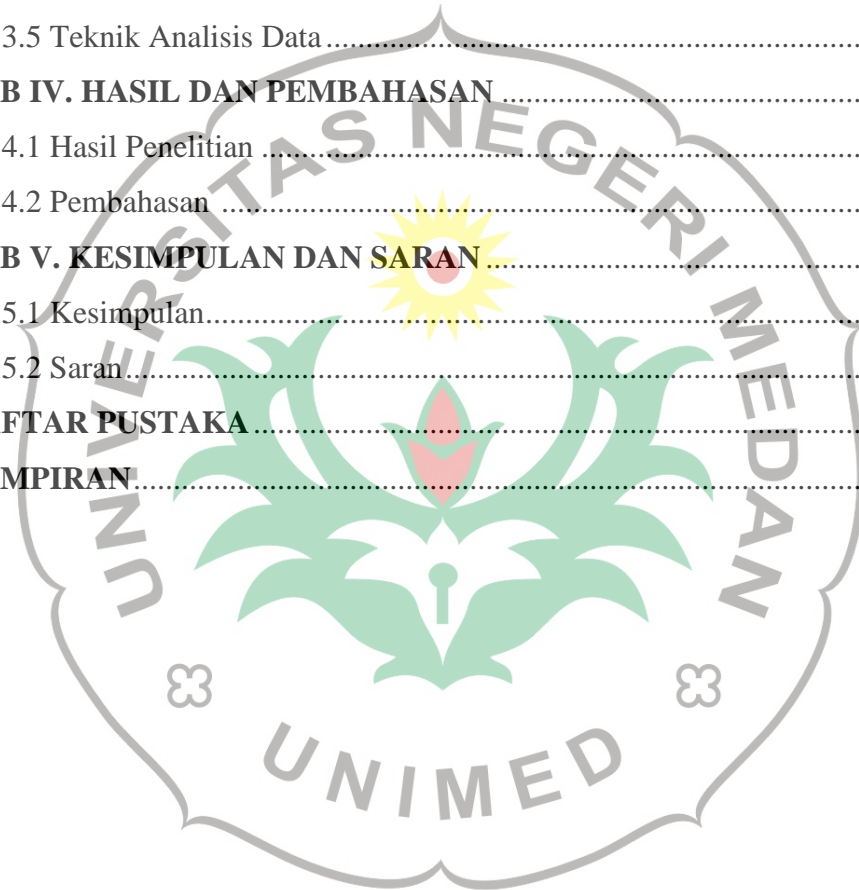 3.5 Teknik Analisis Data ........................................................................
B IV. HASIL DAN PEMBAHASAN ................................................
4.1 Hasil Penelitian ................................................................................
4.2 Pembahasan .....................................................................................
B V. KESIMPULAN DAN SARAN ..................................................
5.1 Kesimpulan.......................................................................................
5.2 Saran.................................................................................................
FTAR PUSTAKA ................................................................................
MPIRAN...............................................................................................
UNIVERSITAS NEGERI MEDAN
UNIMED